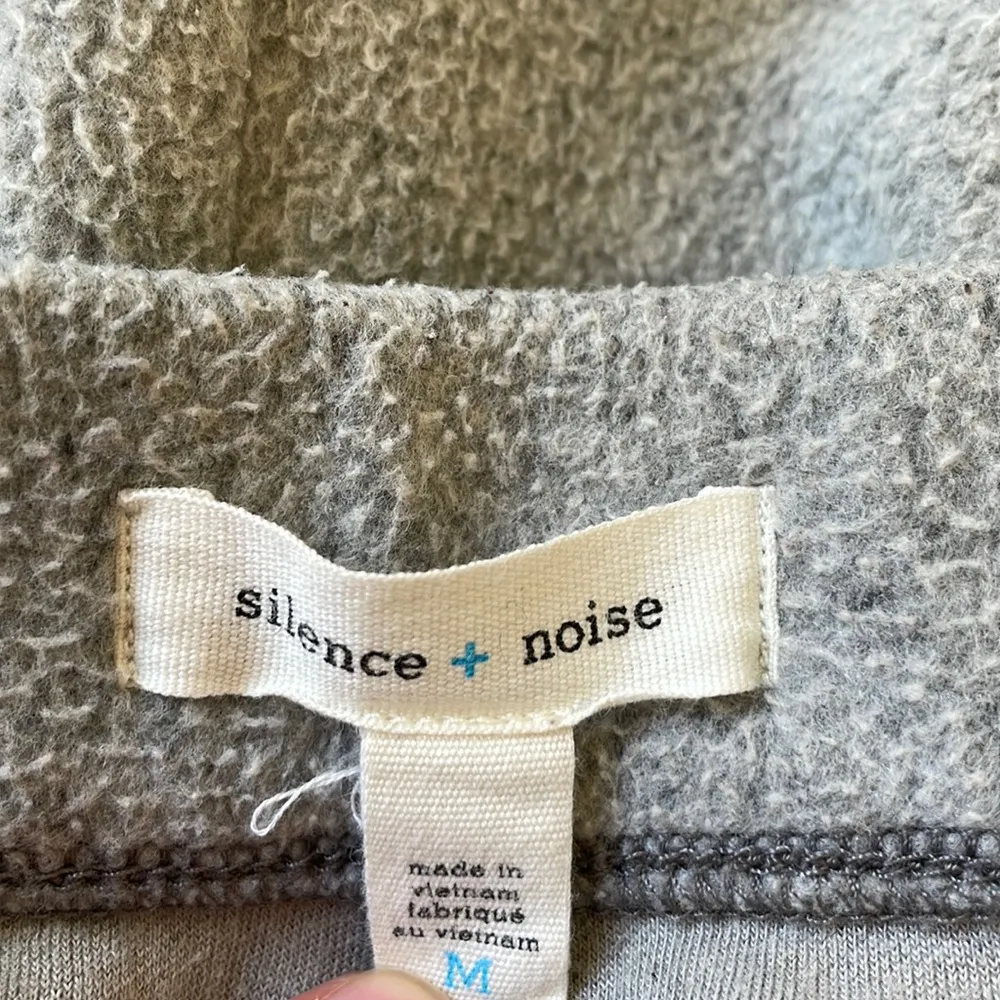 silence + noise
made in
vietnam
fabriqué
au vietnam
M